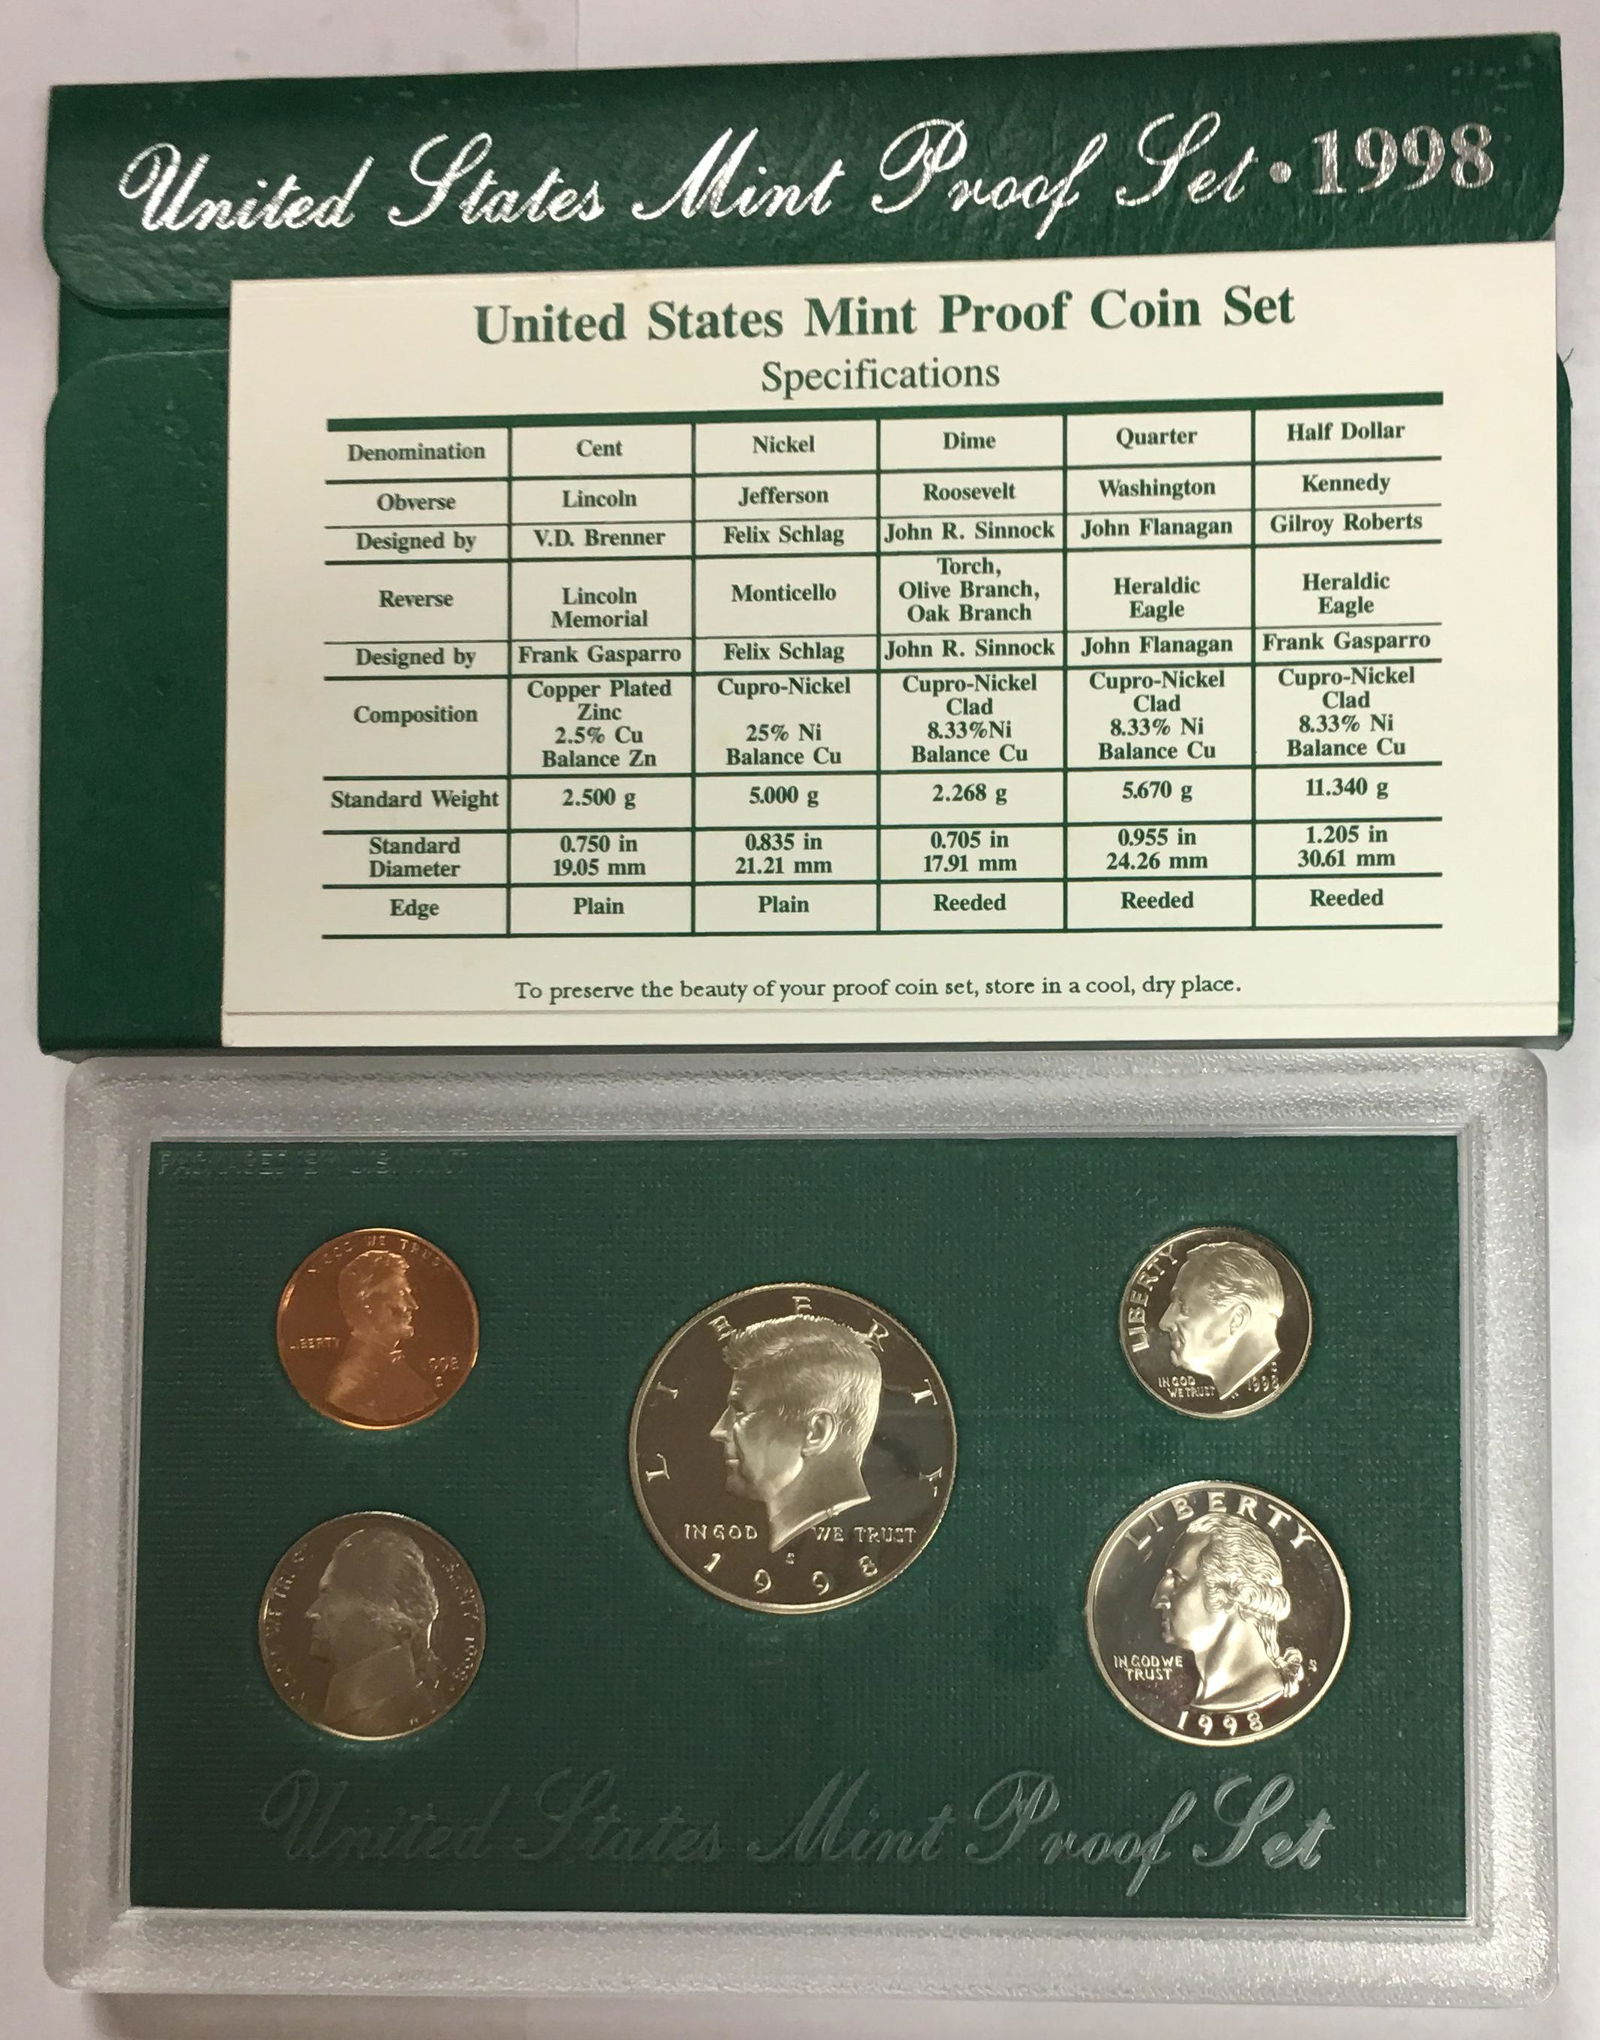 United States Mint Proof Set · 1998
United States Mint Proof Coin Set
Specifications
Denomination Cent Nickel Dime Quarter Half Dollar
Obverse Lincoln Jefferson Roosevelt Washington Kennedy
Designed by V.D. Brenner Felix Schlag John R. Sinnock John Flanagan Gilroy Roberts
Reverse Lincoln Memorial Monticello Torch, Olive Branch, Oak Branch Heraldic Eagle Heraldic Eagle
Designed by Frank Gasparro Felix Schlag John R. Sinnock John Flanagan Frank Gasparro
Composition Copper Plated Zinc 2.5% Cu Balance Zn Cupro-Nickel 25% Ni Balance Cu Cupro-Nickel Clad 8.33%Ni Balance Cu Cupro-Nickel Clad 8.33% Ni Balance Cu Cupro-Nickel Clad 8.33% Ni Balance Cu
Standard Weight 2.500 g 5.000 g 2.268 g 5.670 g 11.340 g
Standard Diameter 0.750 in 19.05 mm 0.835 in 21.21 mm 0.705 in 17.91 mm 0.955 in 24.26 mm 1.205 in 30.61 mm
Edge Plain Plain Reeded Reeded Reeded
To preserve the beauty of your proof coin set, store in a cool, dry place.
PACKAGED BY U.S. MINT
WE TRUST
LIBERTY
LIBERTY
IN GOD WE TRUST
S
1998
LIBERTY
IN GOD
WE TRUST
1998
WE
1998
LIBERTY
IN GOD WE
TRUST
S
1998
United States Mint Proof Set